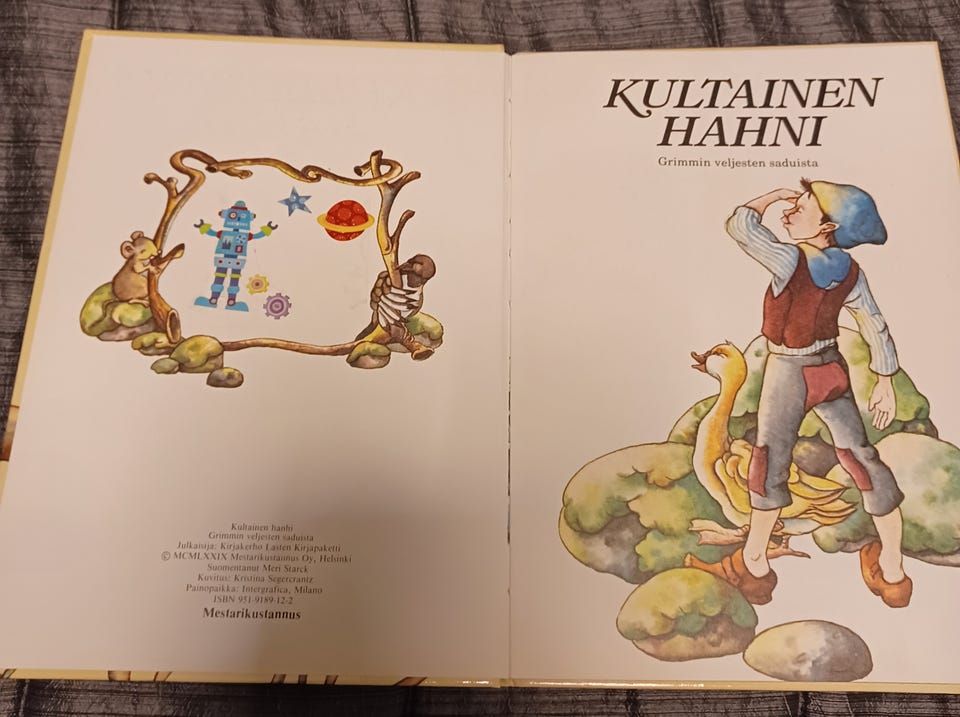 Kultainen hanhi
Grimmin veljesten saduista
Julkaisija: Kirjakerho Lasten Kirjapaketti
© MCMLXXIX Mestarikustannus Oy, Helsinki
Suomentanut Meri Starck
Kuvitus: Kristina Segercrantz
Painopaikka: Intergrafica, Milano
ISBN 951-9189-12-2
Mestarikustannus
KULTAINEN
HAHNI
Grimmin veljesten saduista